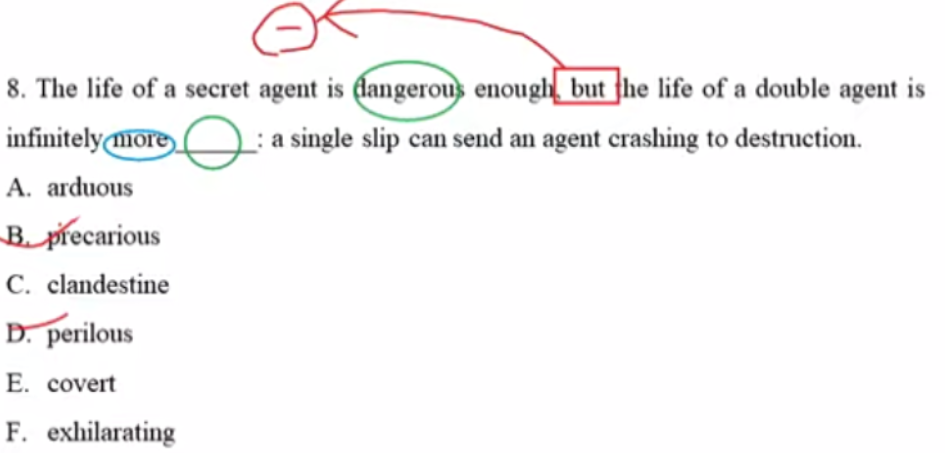 8. The life of a secret agent is dangerous enough, but the life of a double agent is
infinitely more ______: a single slip can send an agent crashing to destruction.
A. arduous
B. precarious
C. clandestine
D. perilous
E. covert
F. exhilarating